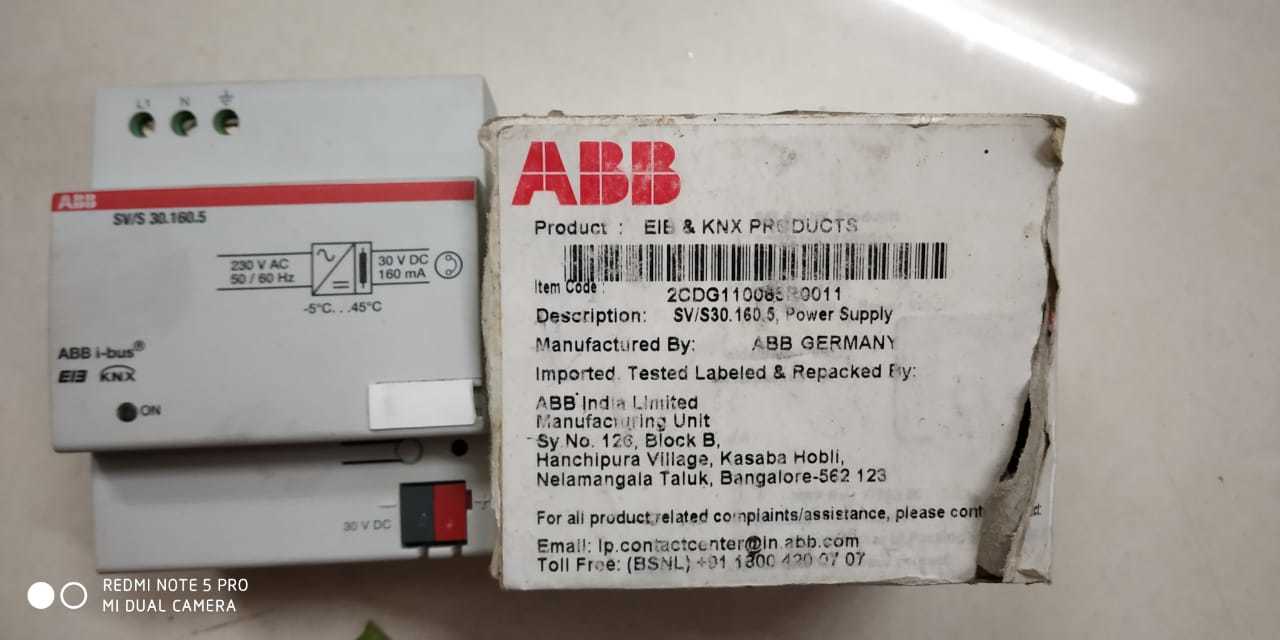 L1 N
ABB
SV/S 30.160.5
230 V AC
50 / 60 Hz
30 V DC
160 mA
-5°C...45°C
ABB i-bus®
EIB KNX
ON
30 V DC
ABB
Product : EIB & KNX PRODUCTS
Item Code :
2CDG110083R0011
Description: SV/S30.160.5, Power Supply
Manufactured By: ABB GERMANY
Imported, Tested Labeled & Repacked By:
ABB India Limited
Manufacturing Unit
Sy.No. 126, Block B,
Hanchipura Village, Kasaba Hobli,
Nelamangala Taluk, Bangalore-562 123
For all product related complaints/assistance, please cont ct:
Email: lp.contactcenter@in.abb.com
Toll Free: (BSNL) +91 1800 420 07 07
REDMI NOTE 5 PRO
MI DUAL CAMERA